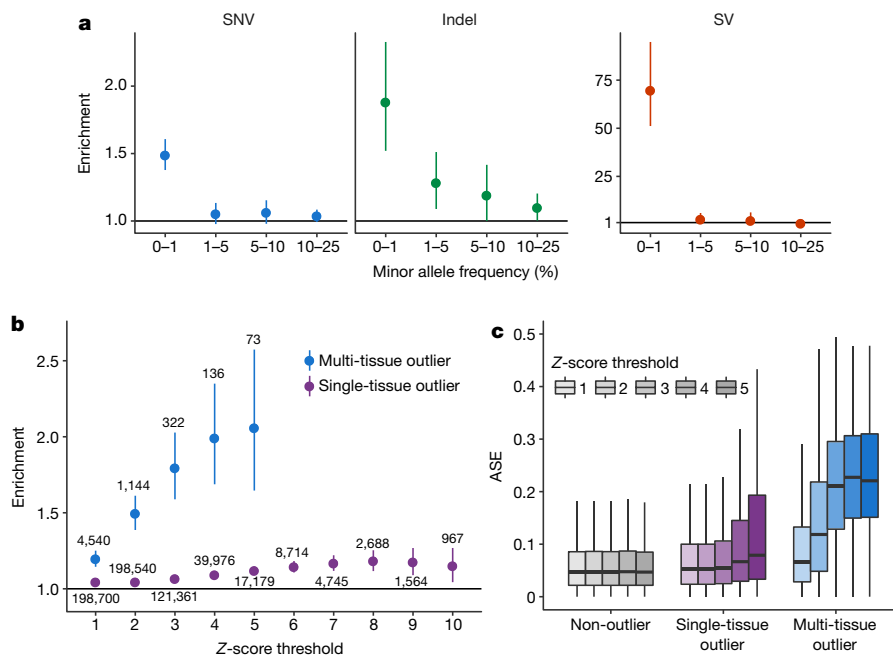 a
SNV Indel SV
Enrichment
2.0
1.5
1.0
75
50
25
1
0–1 1–5 5–10 10–25 0–1 1–5 5–10 10–25 0–1 1–5 5–10 10–25
Minor allele frequency (%)
b
Enrichment
2.5
2.0
1.5
1.0
73
136
322
1,144
4,540
Multi-tissue outlier
Single-tissue outlier
198,700
198,540
121,361
39,976
17,179
8,714
4,745
2,688
1,564
967
1 2 3 4 5 6 7 8 9 10
Z-score threshold
c
ASE
0.5
0.4
0.3
0.2
0.1
0
Z-score threshold
1 2 3 4 5
Non-outlier Single-tissue Multi-tissue
outlier outlier